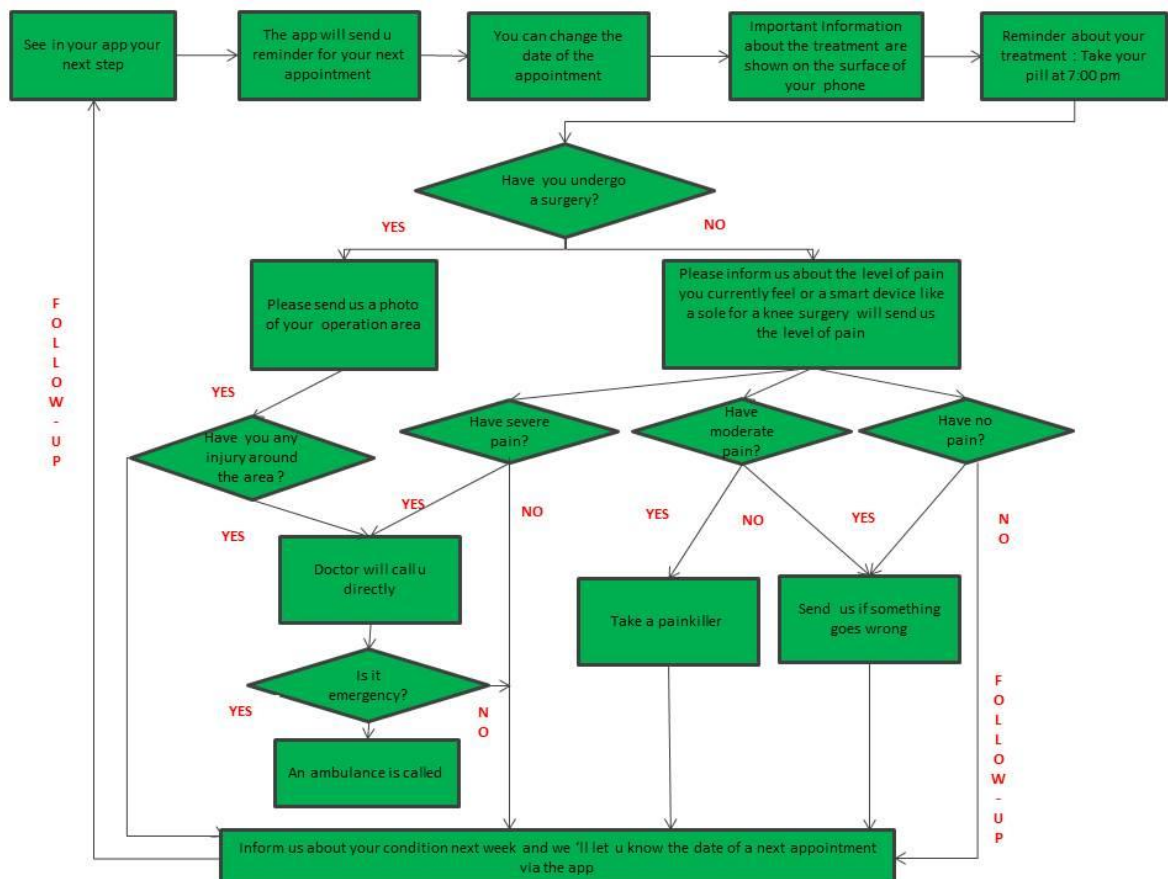 See in your app your
next step
The app will send u
reminder for your next
appointment
You can change the
date of the
appointment
Important Information
about the treatment are
shown on the surface of
your phone
Reminder about your
treatment : Take your
pill at 7:00 pm
Have you undergo
a surgery?
YES
NO
Please send us a photo
of your operation area
Please inform us about the level of pain
you currently feel or a smart device like
a sole for a knee surgery will send us
the level of pain
F
O
L
L
O
W
-
U
P
YES
Have you any
injury around
the area ?
Have severe
pain?
Have
moderate
pain?
Have no
pain?
YES
YES
NO
YES
NO
YES
N
O
Doctor will call u
directly
Take a painkiller
Send us if something
goes wrong
Is it
emergency?
YES
N
O
An ambulance is called
F
O
L
L
O
W
-
U
P
Inform us about your condition next week and we ‘ll let u know the date of a next appointment
via the app